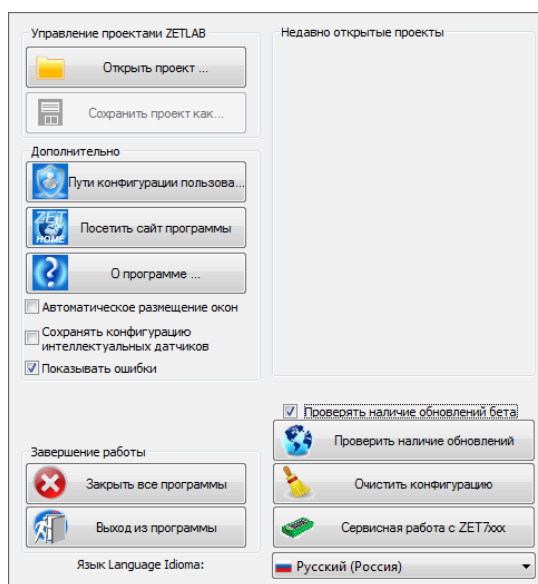 Управление проектами ZETLAB
Открыть проект ...
Сохранить проект как...
Дополнительно
Пути конфигурации пользова...
ZET
HOME
Посетить сайт программы
О программе ...
Автоматическое размещение окон
Сохранять конфигурацию
интеллектуальных датчиков
Показывать ошибки
Завершение работы
Закрыть все программы
Выход из программы
Язык Language Idioma:
Недавно открытые проекты
Проверять наличие обновлений бета
Проверить наличие обновлений
Очистить конфигурацию
Сервисная работа с ZET7xxx
Русский (Россия)